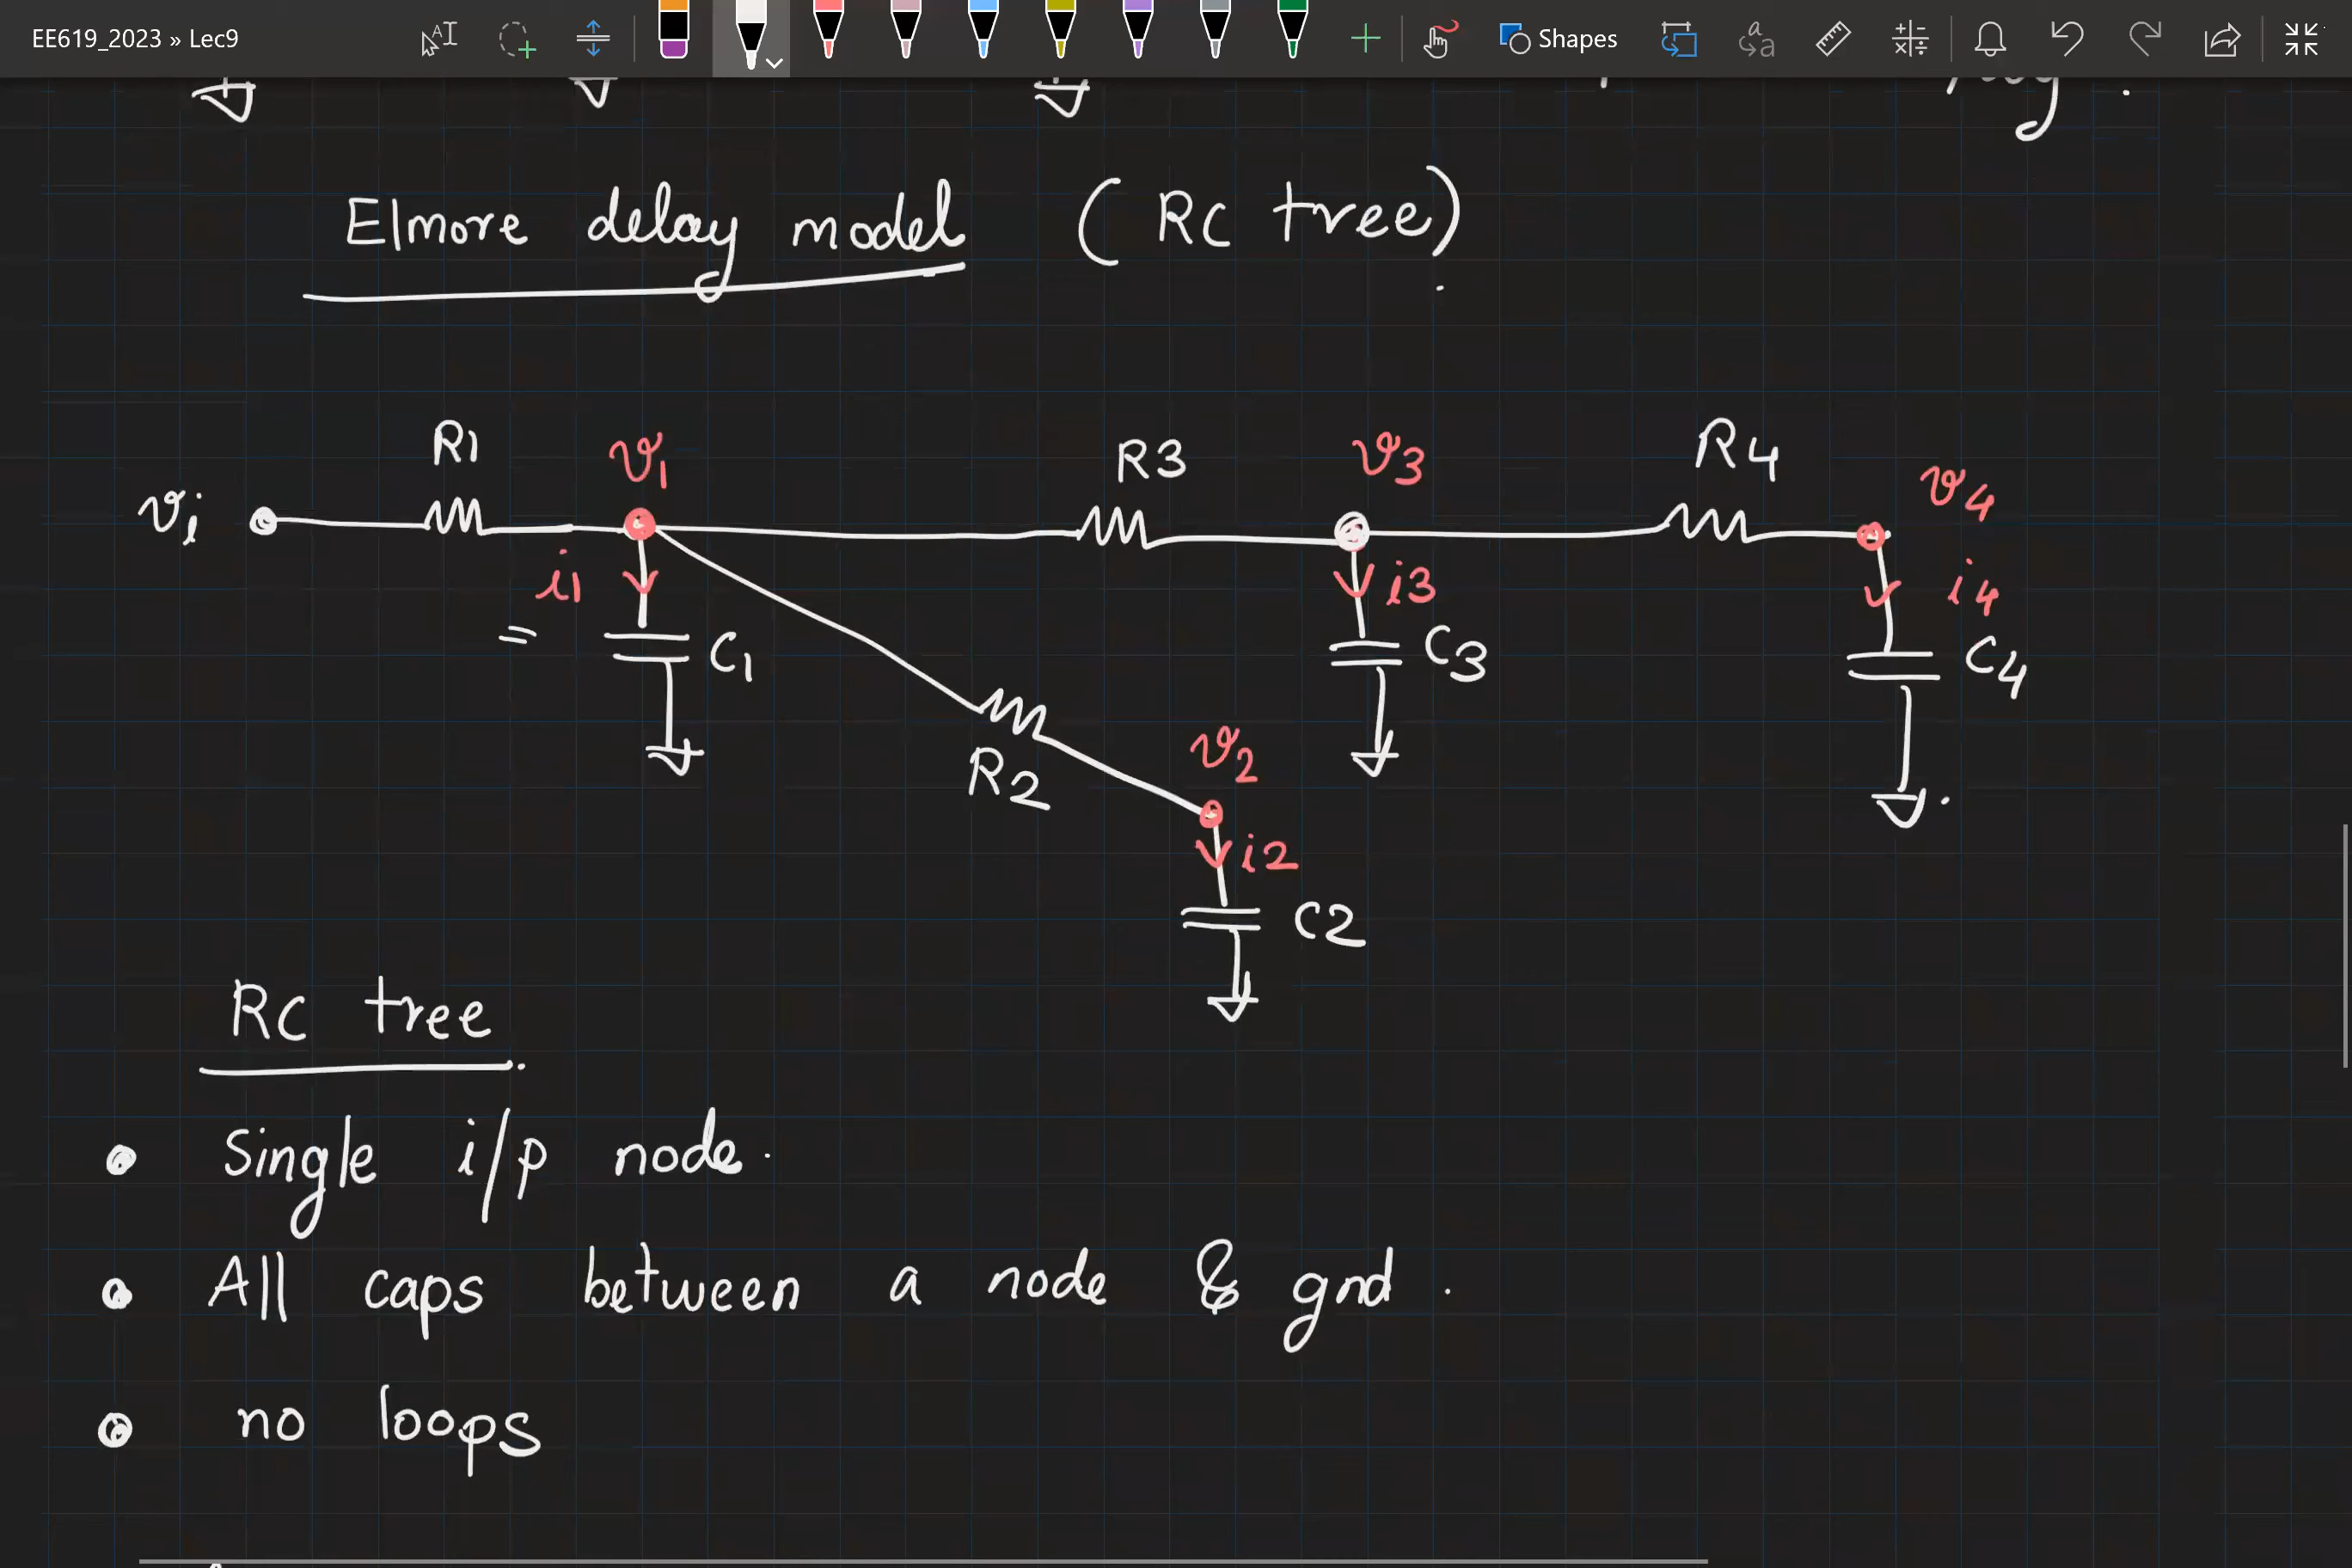 EE619_2023 » Lec9
Shapes
Elmore delay model (RC tree)
R1 v1 R3 v3 R4 v4
vi
i1 i3 i4
C1 C3 C4
R2 v2
i2
C2
RC tree
Single i/p node.
All caps between a node & gnd.
no loops